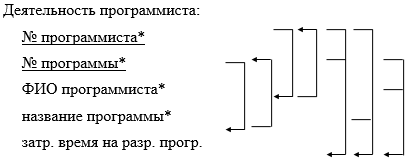 Деятельность программиста:
№ программиста*
№ программы*
ФИО программиста*
название программы*
затр. время на разр. прогр.